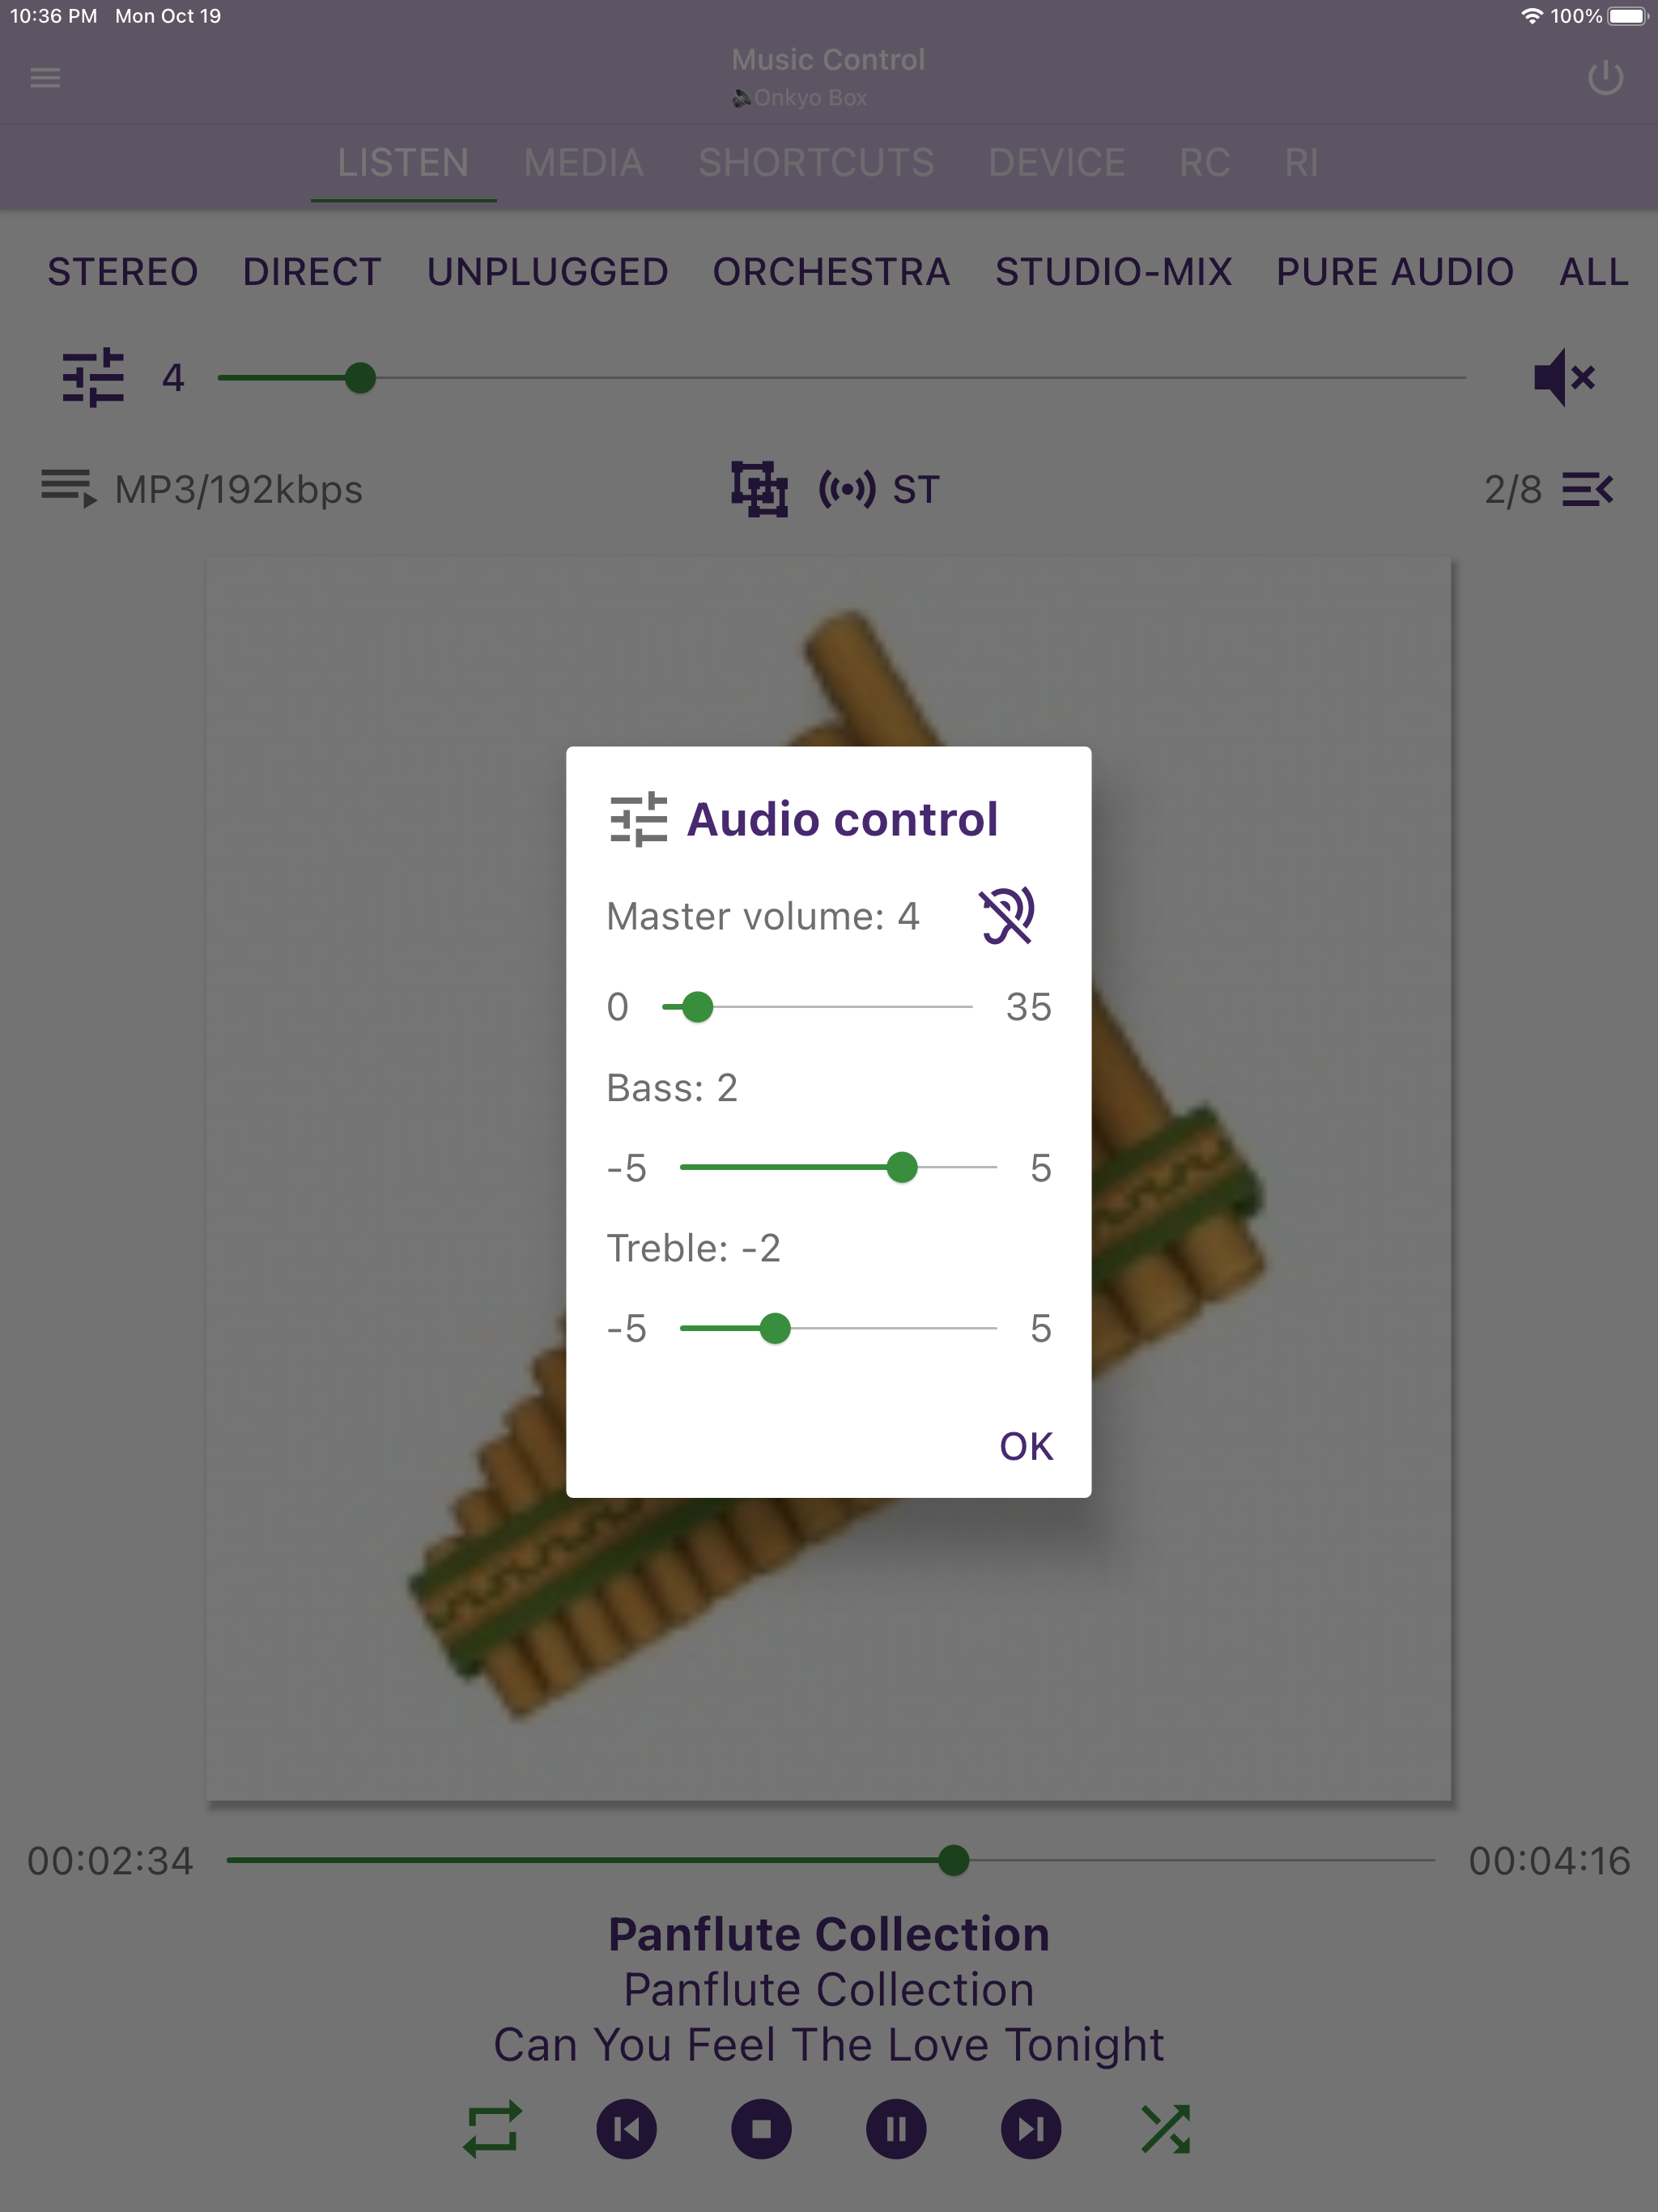 10:36 PM Mon Oct 19 100%
Music Control
Onkyo Box
LISTEN MEDIA SHORTCUTS DEVICE RC RI
STEREO DIRECT UNPLUGGED ORCHESTRA STUDIO-MIX PURE AUDIO ALL
4
MP3/192kbps ST 2/8
Audio control
Master volume: 4
0 35
Bass: 2
-5 5
Treble: -2
-5 5
OK
00:02:34 00:04:16
Panflute Collection
Panflute Collection
Can You Feel The Love Tonight